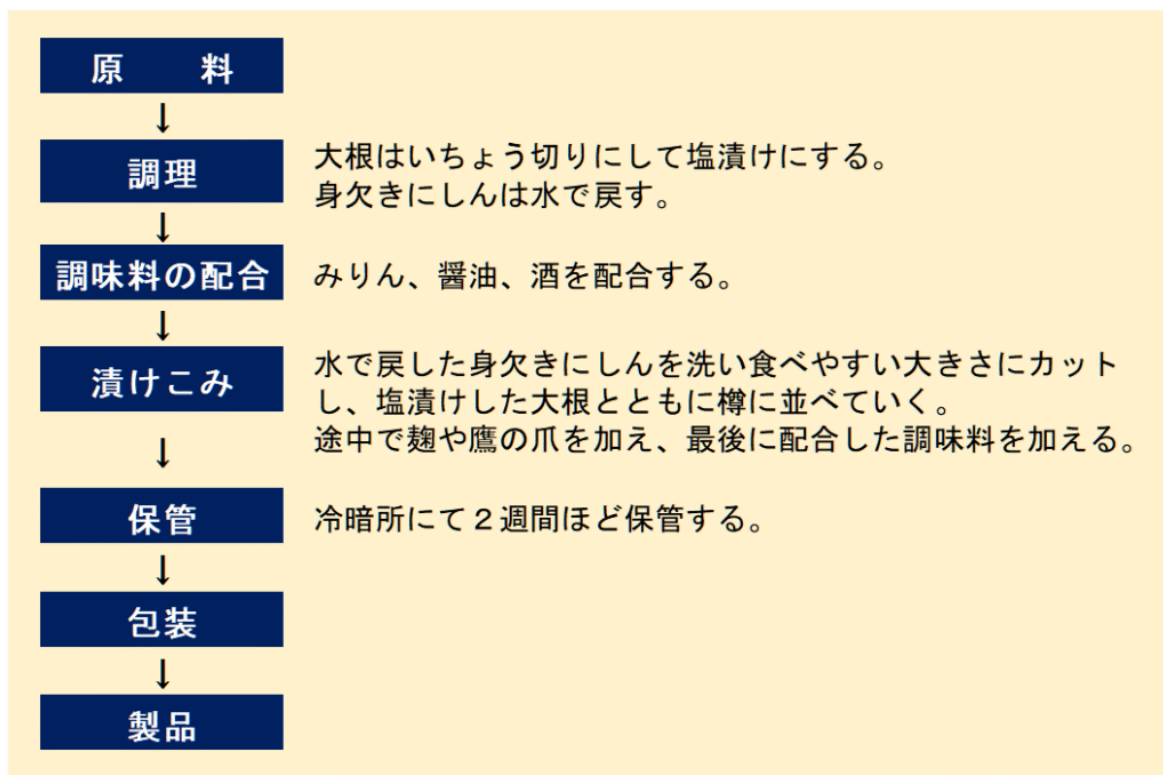 原　　料
↓
調理
大根はいちょう切りにして塩漬けにする。
身欠きにしんは水で戻す。
↓
調味料の配合
みりん、醤油、酒を配合する。
↓
漬けこみ
水で戻した身欠きにしんを洗い食べやすい大きさにカット
し、塩漬けした大根とともに樽に並べていく。
途中で麹や鷹の爪を加え、最後に配合した調味料を加える。
↓
保管
冷暗所にて２週間ほど保管する。
↓
包装
↓
製品